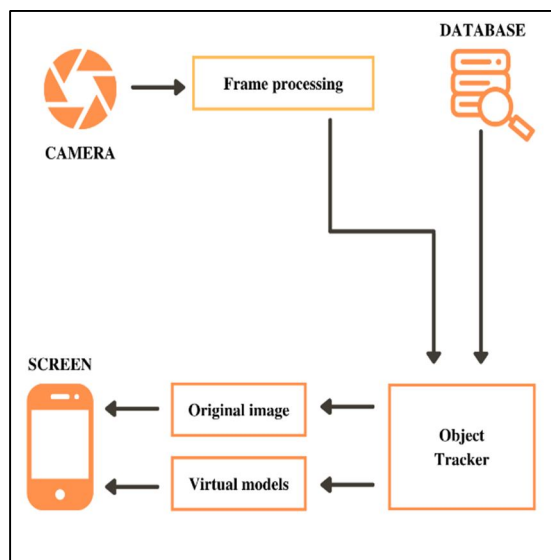 DATABASE
Frame processing
CAMERA
SCREEN
Original image
Object
Tracker
Virtual models